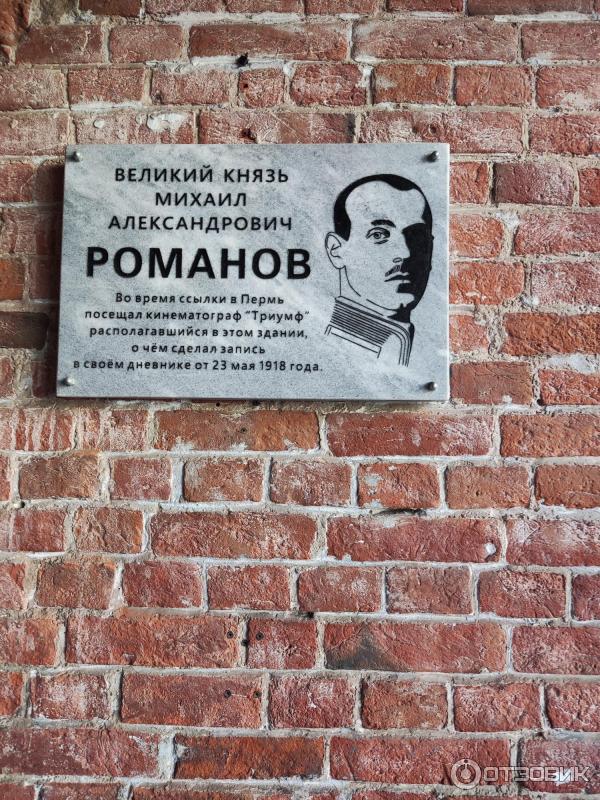 ВЕЛИКИЙ КНЯЗЬ
МИХАИЛ
АЛЕКСАНДРОВИЧ
РОМАНОВ
Во время ссылки в Пермь
посещал кинематограф "Триумф"
располагавшийся в этом здании,
о чём сделал запись
в своём дневнике от 23 мая 1918 года.
ОТЗОВИК